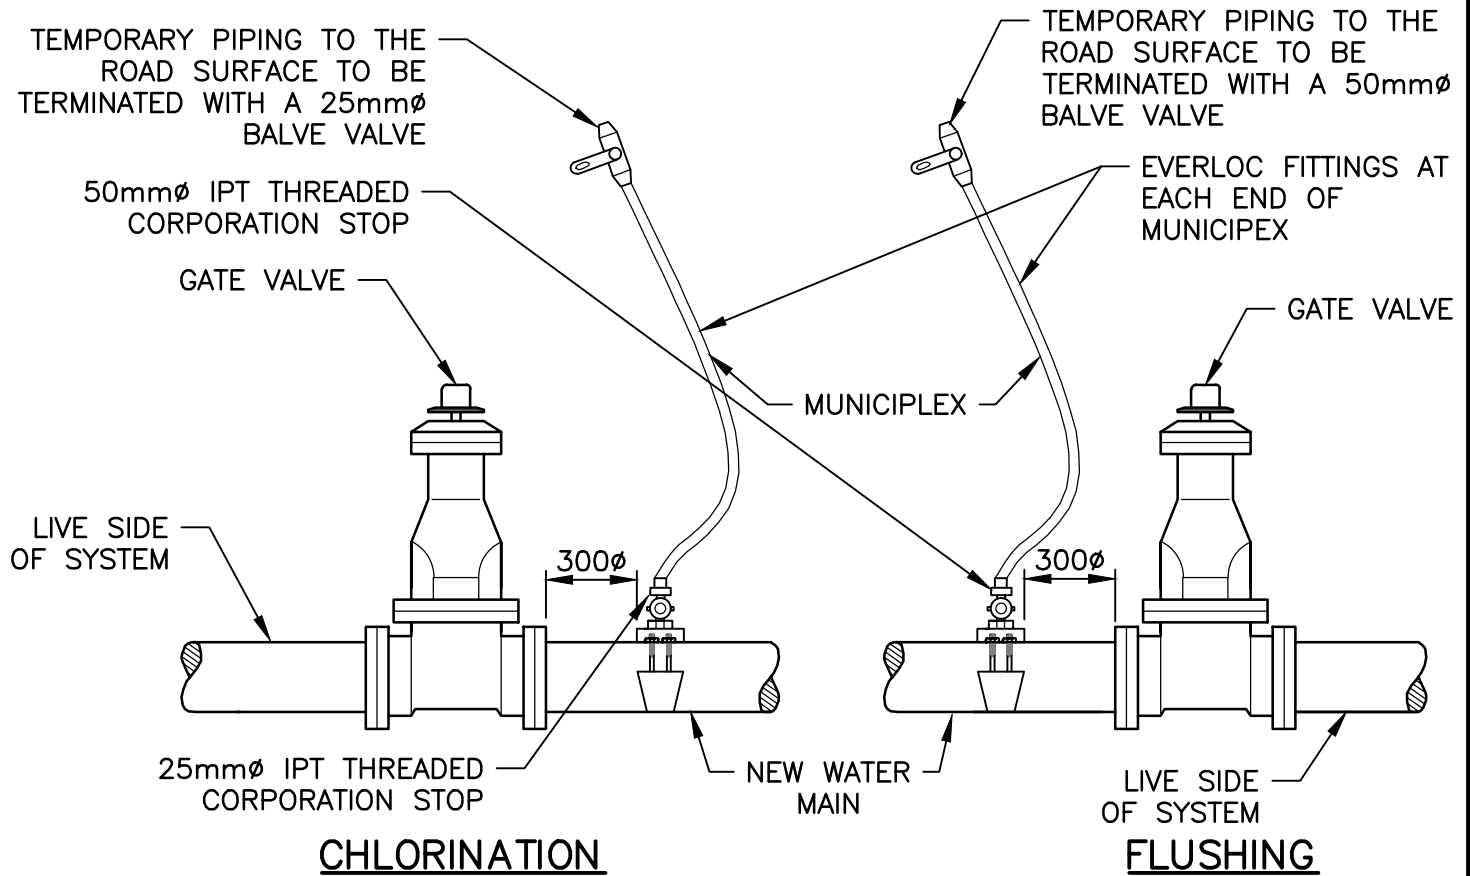 TEMPORARY PIPING TO THE
ROAD SURFACE TO BE
TERMINATED WITH A 25mmø
BALVE VALVE
TEMPORARY PIPING TO THE
ROAD SURFACE TO BE
TERMINATED WITH A 50mmø
BALVE VALVE
50mmø IPT THREADED
CORPORATION STOP
EVERLOC FITTINGS AT
EACH END OF
MUNICIPEX
GATE VALVE
GATE VALVE
MUNICIPLEX
LIVE SIDE
OF SYSTEM
300ø
300ø
25mmø IPT THREADED
CORPORATION STOP
NEW WATER
MAIN
LIVE SIDE
OF SYSTEM
CHLORINATION
FLUSHING